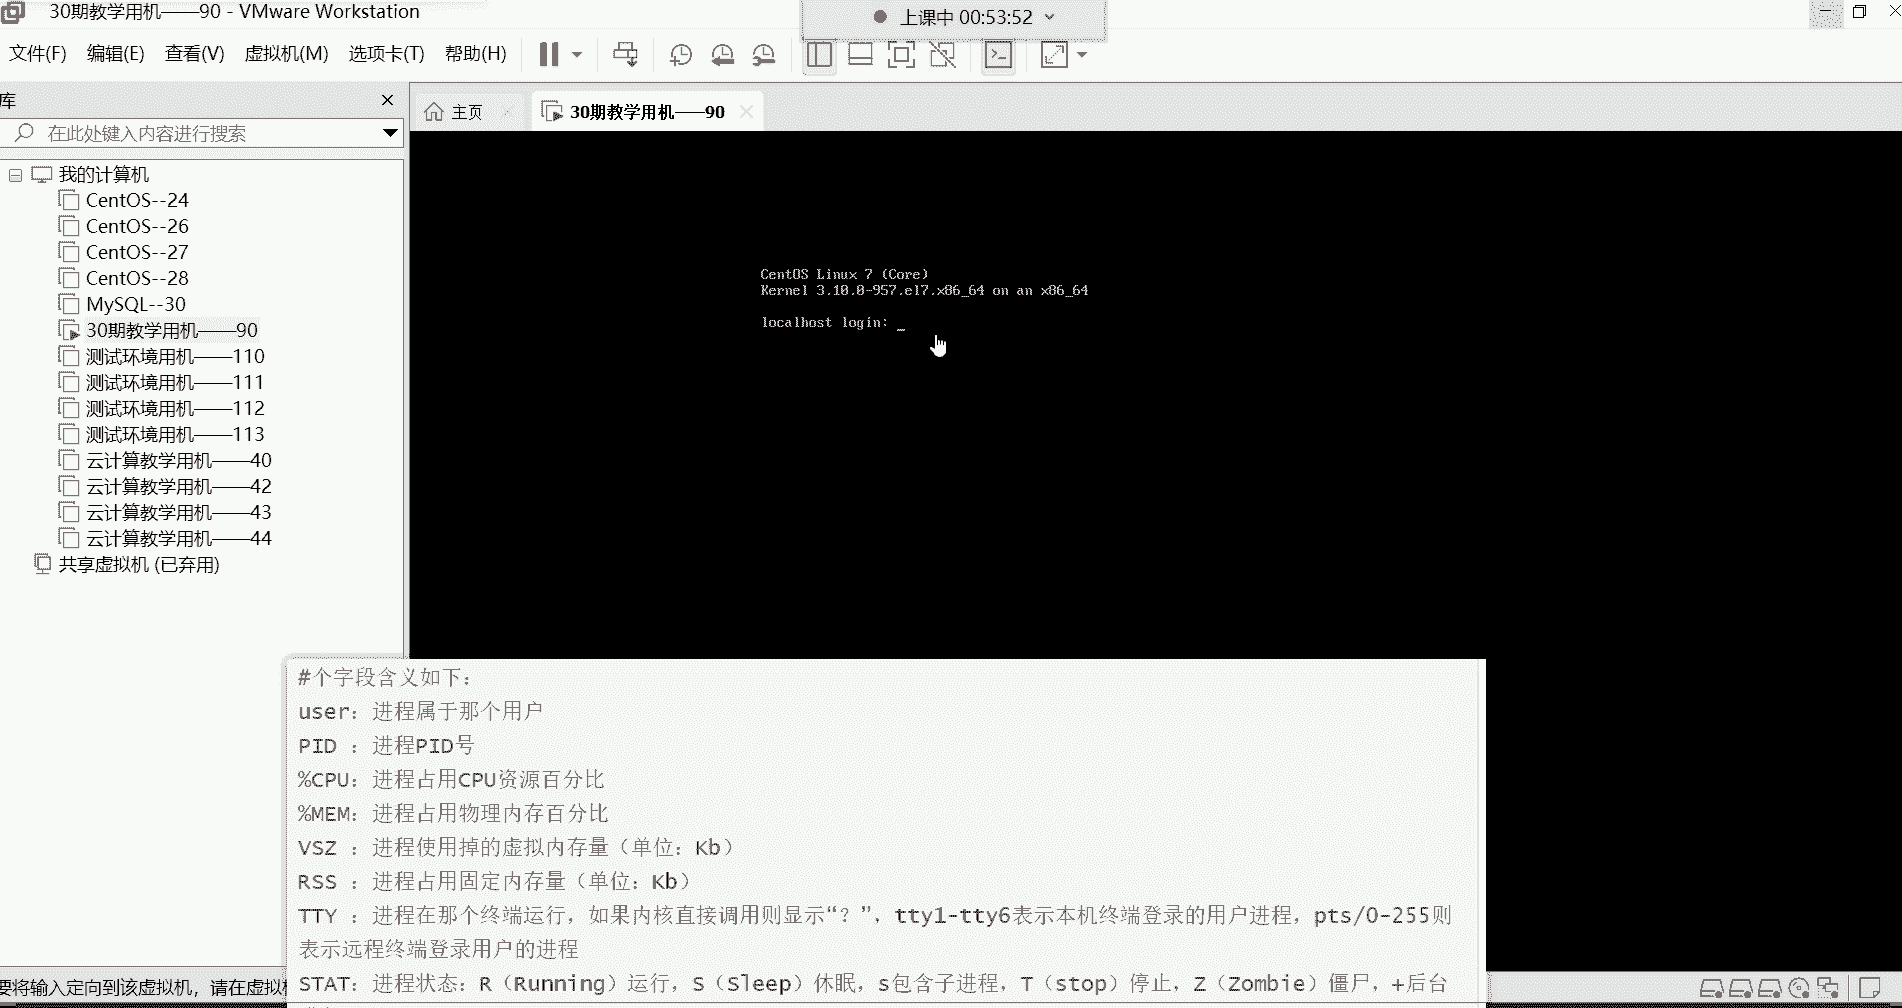 30期教学用机——90 - VMware Workstation
上课中 00:53:52
文件(F) 编辑(E) 查看(V) 虚拟机(M) 选项卡(T) 帮助(H)
库
在此处键入内容进行搜索
主页
30期教学用机——90
我的计算机
CentOS--24
CentOS--26
CentOS--27
CentOS--28
MySQL--30
30期教学用机——90
测试环境用机——110
测试环境用机——111
测试环境用机——112
测试环境用机——113
云计算教学用机——40
云计算教学用机——42
云计算教学用机——43
云计算教学用机——44
共享虚拟机 (已弃用)
CentOS Linux 7 (Core)
Kernel 3.10.0-957.el7.x86_64 on an x86_64
localhost login: _
#个字段含义如下：
user：进程属于那个用户
PID ：进程PID号
%CPU：进程占用CPU资源百分比
%MEM：进程占用物理内存百分比
VSZ ：进程使用掉的虚拟内存量（单位：Kb）
RSS ：进程占用固定内存量（单位：Kb）
TTY ：进程在那个终端运行，如果内核直接调用则显示“？”，tty1-tty6表示本机终端登录的用户进程，pts/0-255则
表示远程终端登录用户的进程
STAT：进程状态：R（Running）运行，S（Sleep）休眠，s包含子进程，T（stop）停止，Z（Zombie）僵尸，+后台
要将输入定向到该虚拟机，请在虚拟机